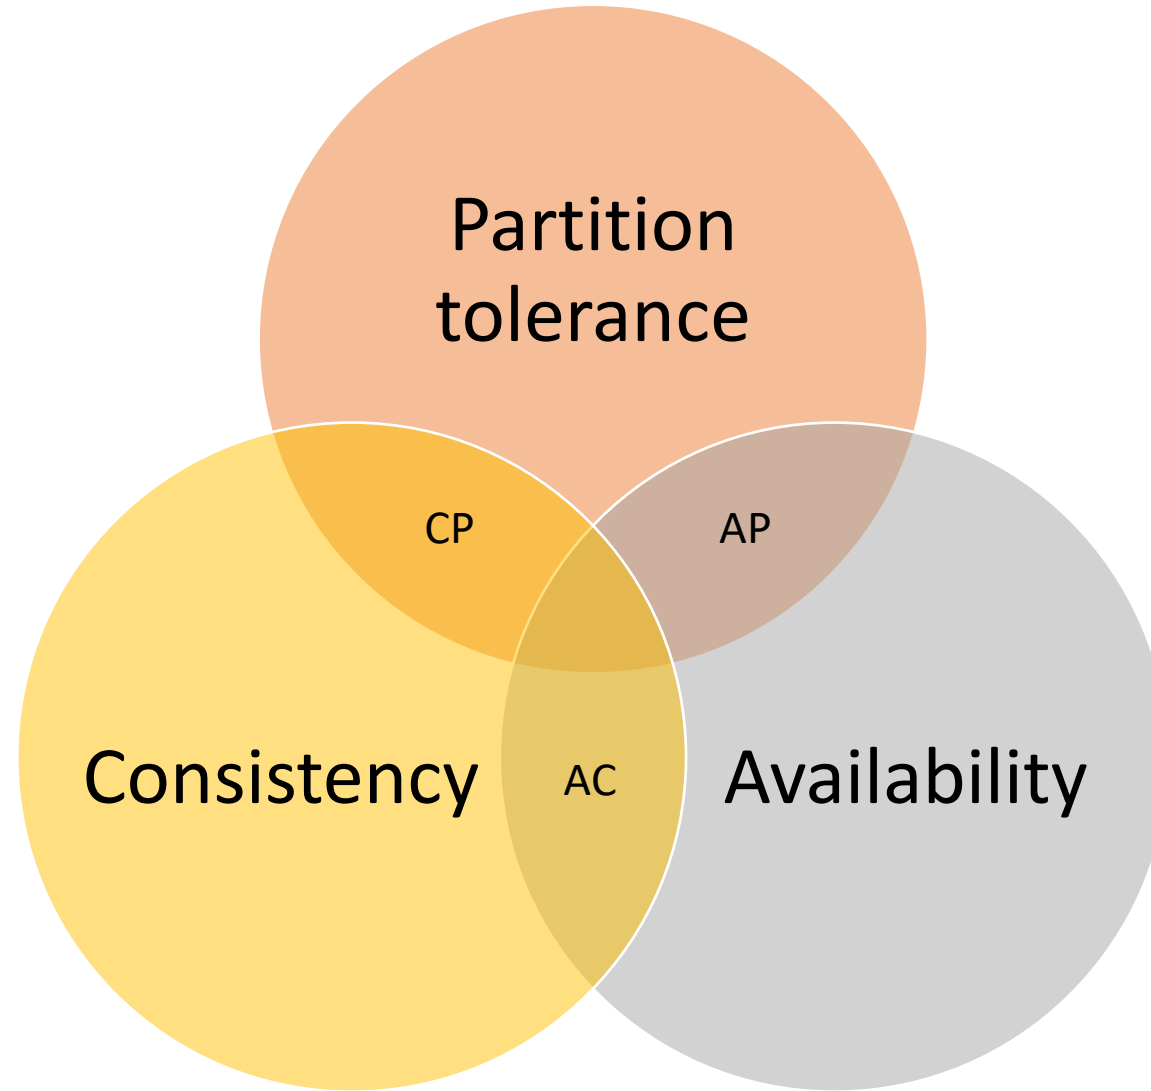 Partition
tolerance
CP
AP
Consistency
AC
Availability